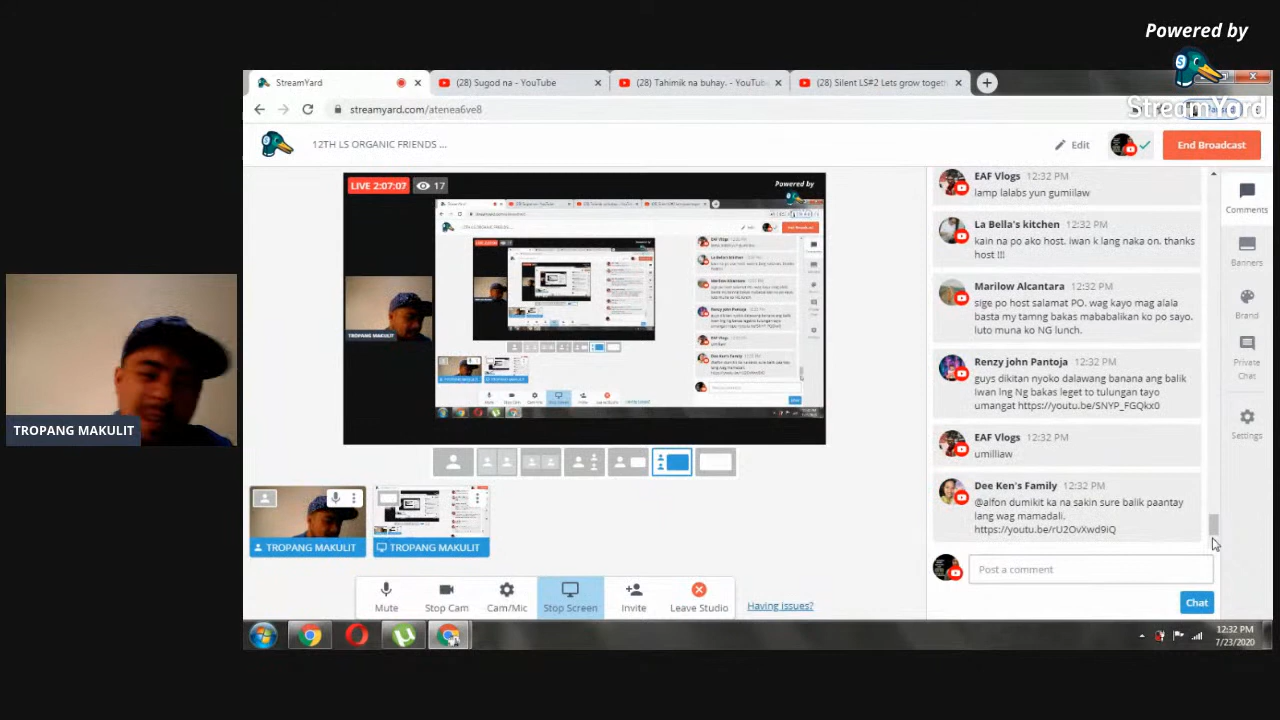 Powered by
StreamYard
StreamYard
(28) Sugod na - YouTube
(28) Tahimik na buhay. - YouTube
(28) Silent LS#2 Lets grow togeth
streamyard.com/atenea6ve8
Paused
12TH LS ORGANIC FRIENDS ...
Edit
End Broadcast
LIVE 2:07:07
17
Powered by
TROPANG MAKULIT
EAF Vlogs 12:32 PM
lamp lalabs yun gumiilaw
La Bella's kitchen 12:32 PM
kain na po ko host. iwan k lang naka on. tnanks
host !!!
Marilow Alcantara 12:32 PM
sige po host salamat PO. wag kayo mag alala
basta my tamng bakas mababalikan ko po sayo.
luto muna ko NG lunch.
Renzy john Pantoja 12:32 PM
guys dikitan nyoko dalawang banana ang balik
Iwan lng Ng bakas leget to tulungan tayo
umangat https://youtu.be/SNYP_FGQkx0
EAF Vlogs 12:32 PM
umilliaw
Dee Ken's Family 12:32 PM
@alfon dumikit ka na sakin sure balik paantay
lang wag mamadali.
https://youtu.be/rU2OvXwd9iQ
Post a comment
Chat
Comments
Banners
Brand
Private
Chat
Settings
TROPANG MAKULIT
TROPANG MAKULIT
TROPANG MAKULIT
Mute
Stop Cam
Cam/Mic
Stop Screen
Invite
Leave Studio
Having issues?
12:32 PM
7/23/2020